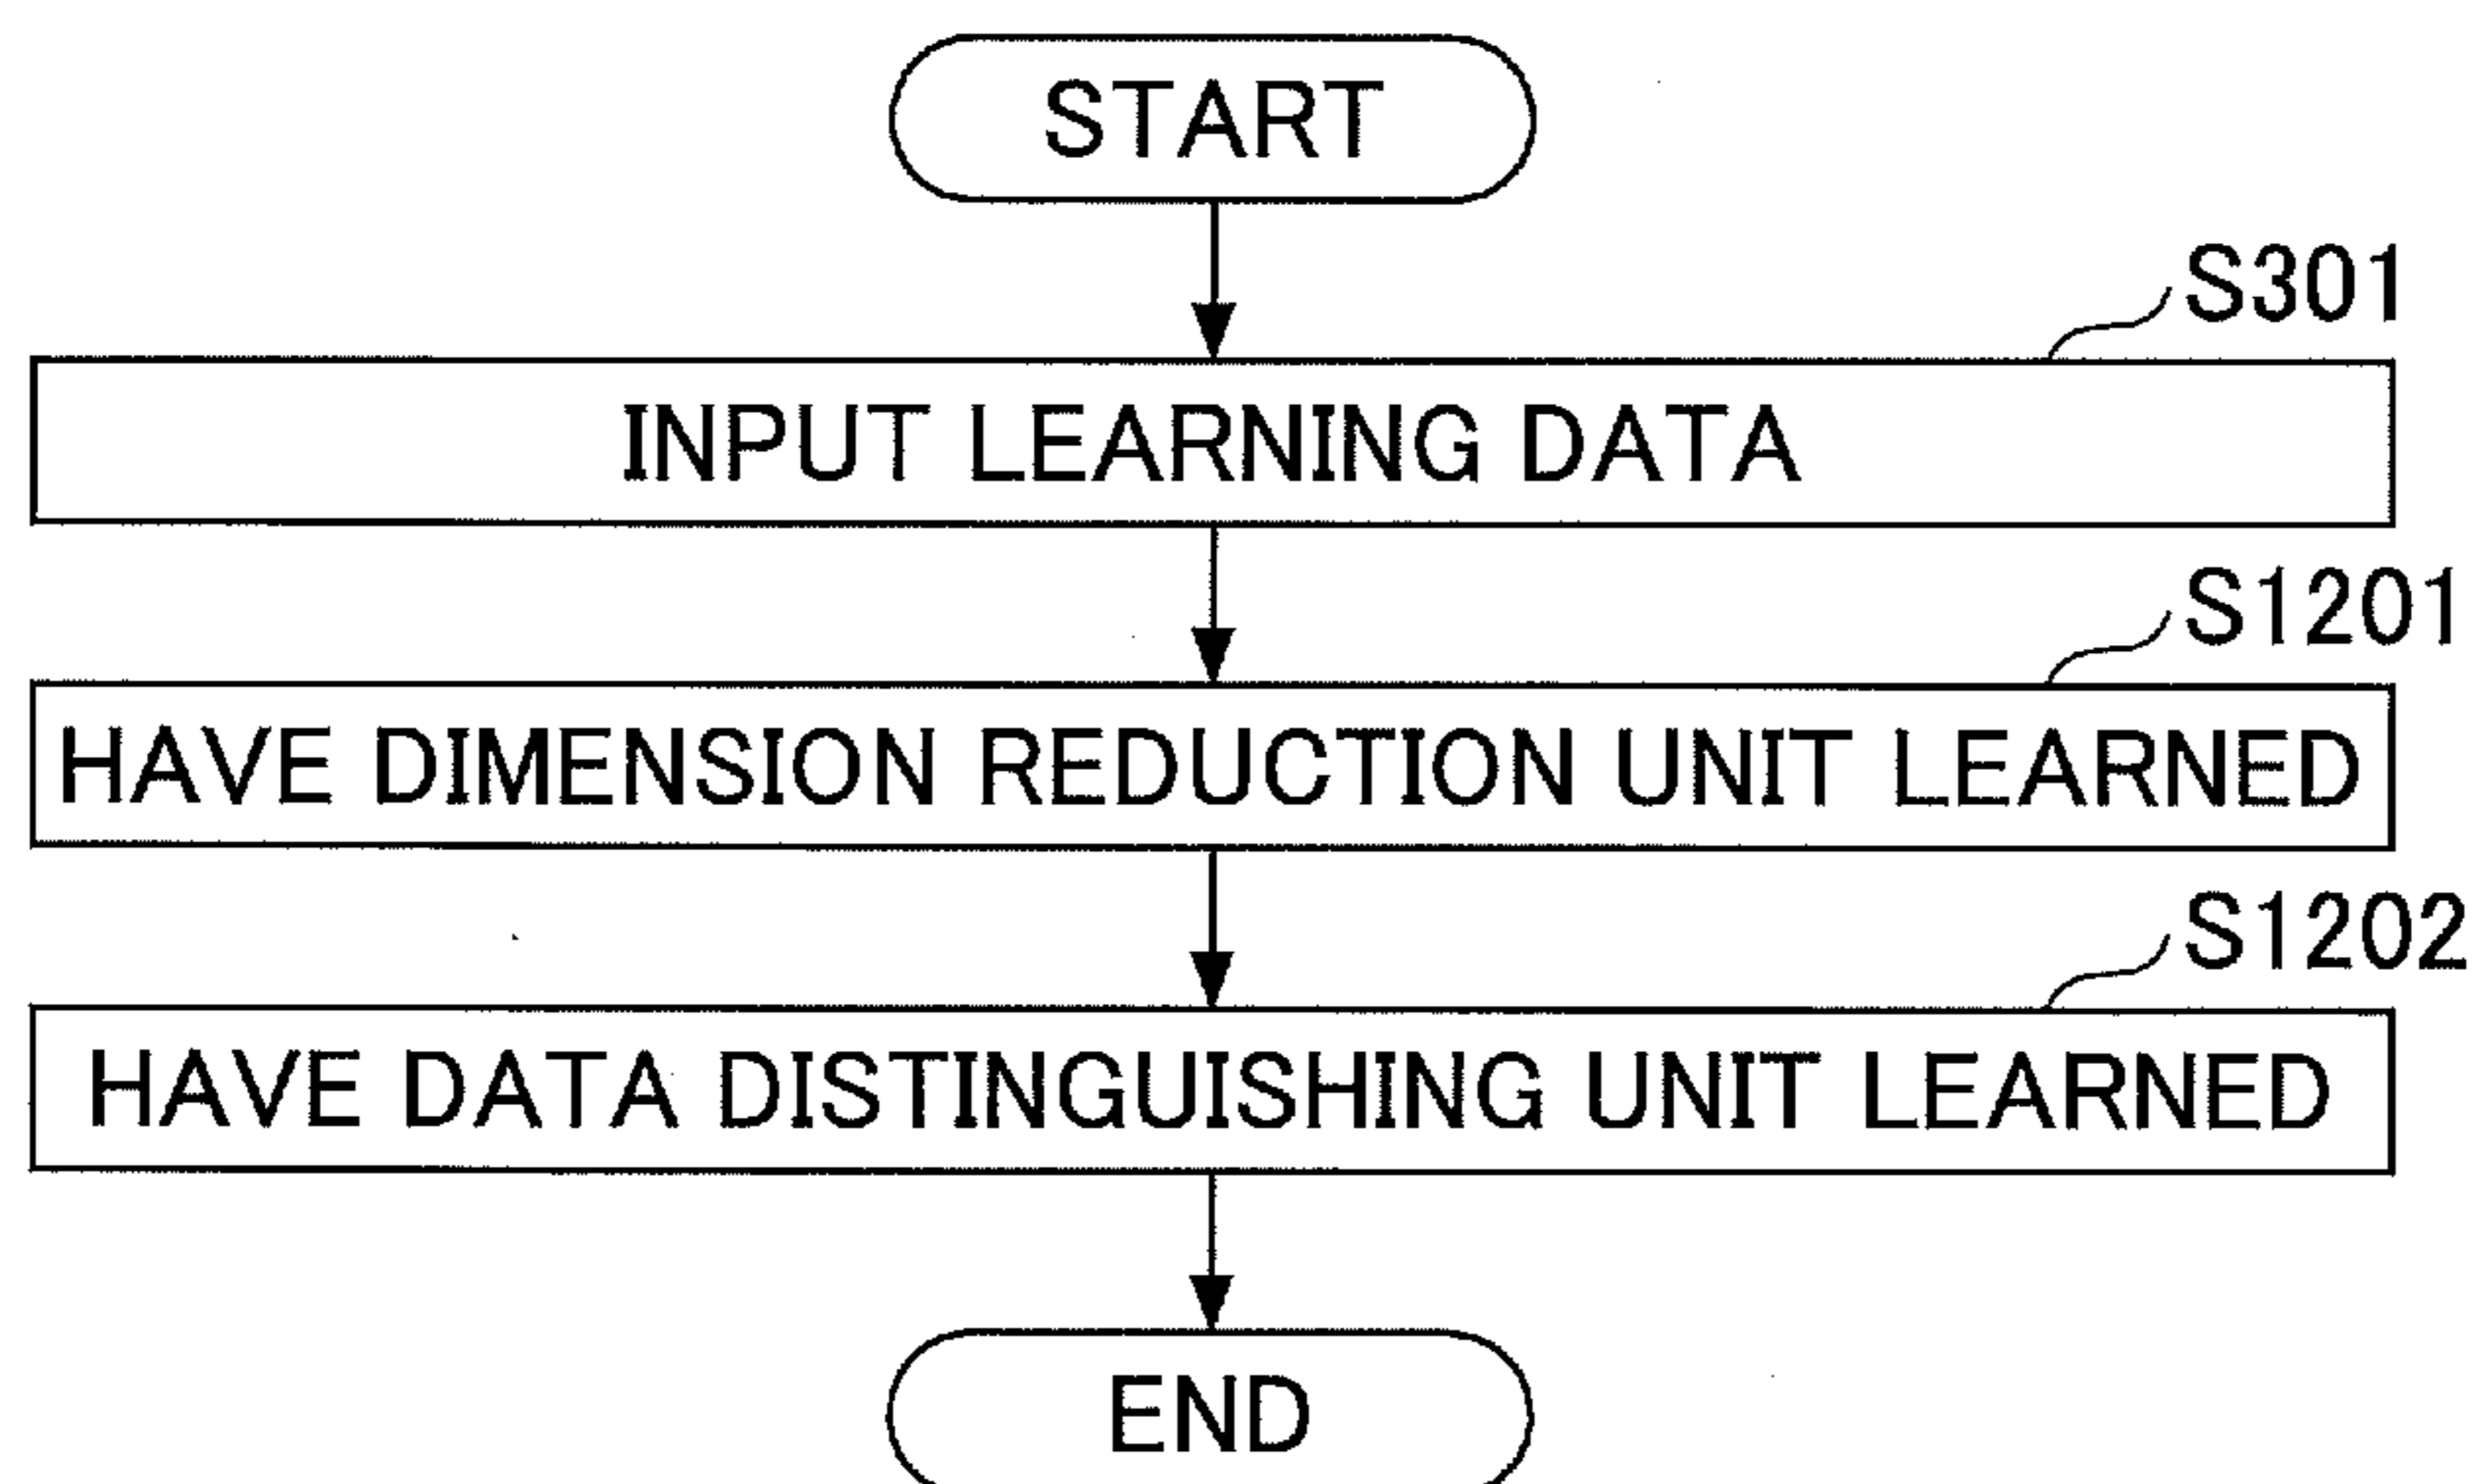 START
S301
INPUT LEARNING DATA
S1201
HAVE DIMENSION REDUCTION UNIT LEARNED
S1202
HAVE DATA DISTINGUISHING UNIT LEARNED
END